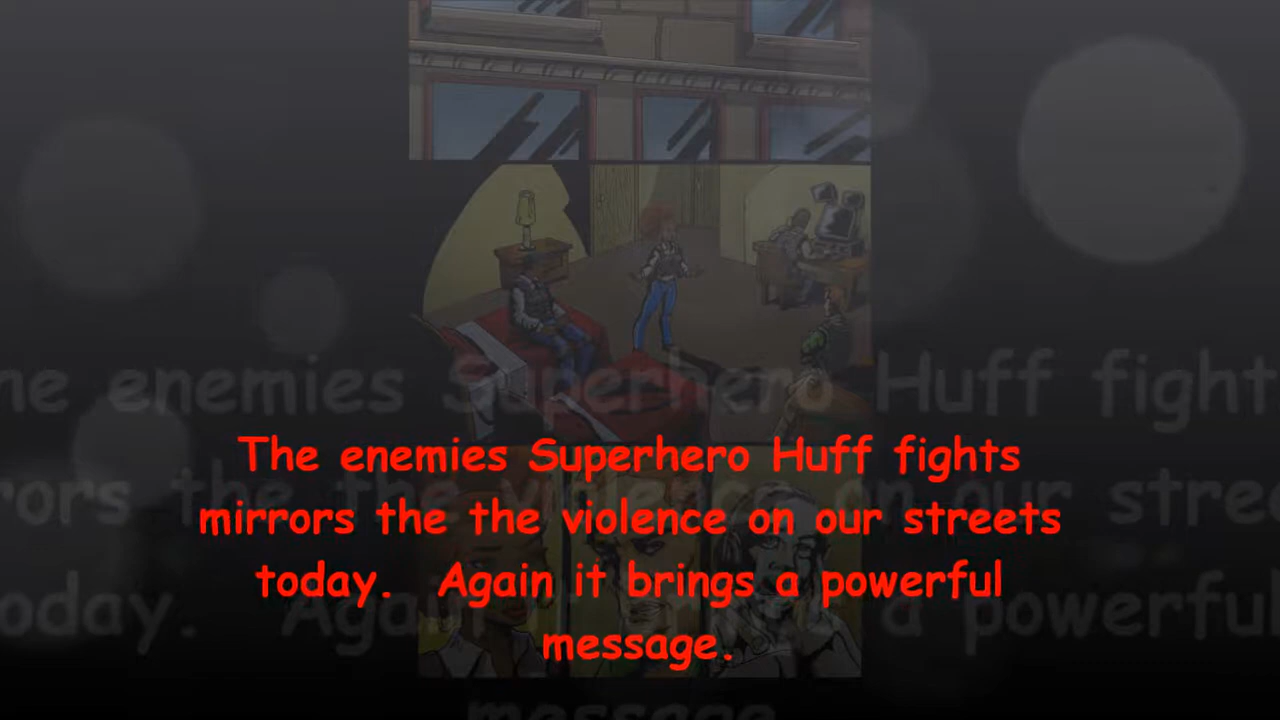 The enemies Superhero Huff fights
mirrors the the violence on our streets
today.  Again it brings a powerful
message.